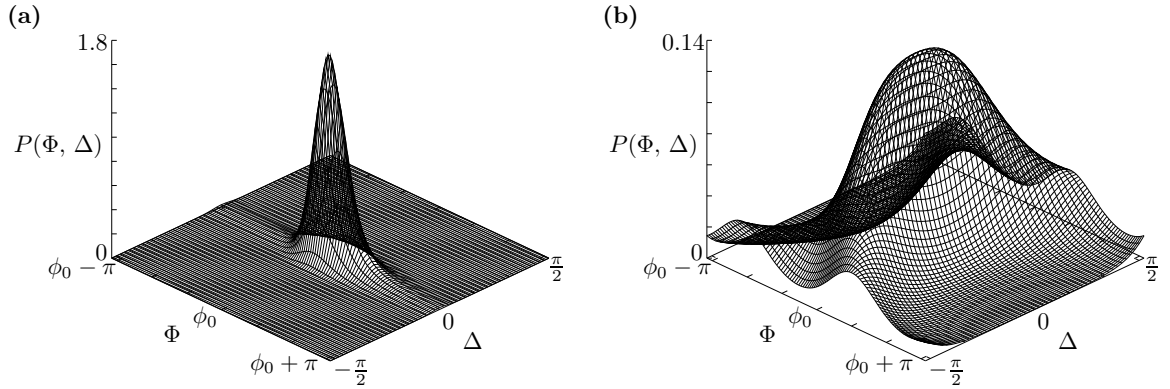 (a)
1.8
P(Φ, Δ)
0
ϕ₀ − π
Φ
ϕ₀
ϕ₀ + π
−π/2
Δ
0
π/2
(b)
0.14
P(Φ, Δ)
0
ϕ₀ − π
Φ
ϕ₀
ϕ₀ + π
−π/2
Δ
0
π/2